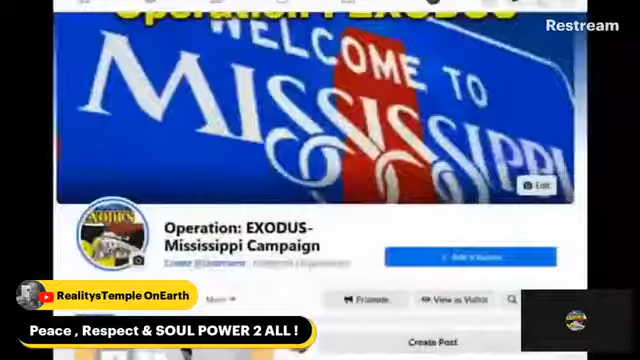 Operation : EXODUS
Restream
WELCOME TO
MISSISSIPPI
Edit
Operation: EXODUS-
Mississippi Campaign
RealitysTemple OnEarth
More
Promote
View as Visitor
Peace , Respect & SOUL POWER 2 ALL !
Create Post